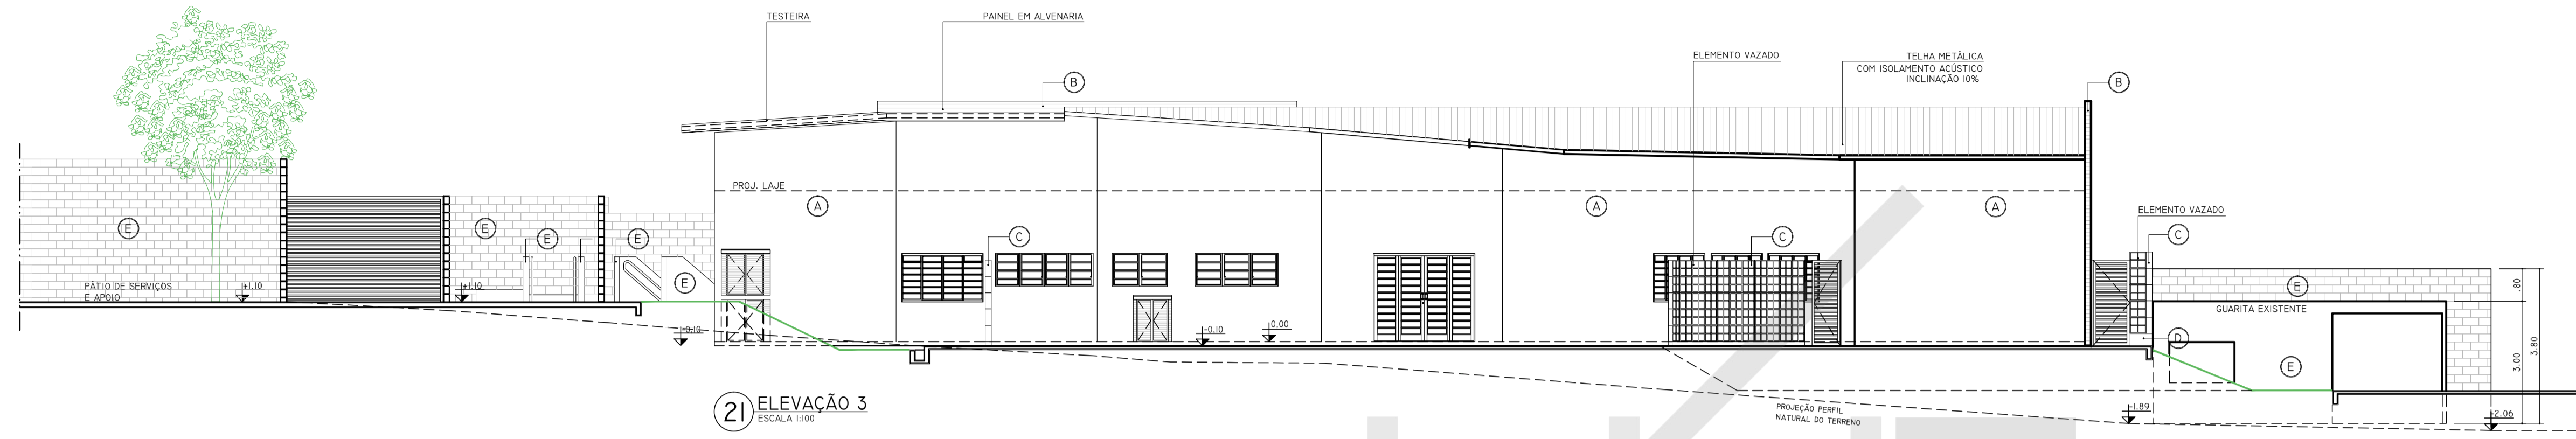 TESTEIRA
PAINEL EM ALVENARIA
B
ELEMENTO VAZADO
TELHA METÁLICA
COM ISOLAMENTO ACÚSTICO
INCLINAÇÃO 10%
B
PROJ. LAJE
A
A
A
E
E
E
E
E
C
C
ELEMENTO VAZADO
C
PÁTIO DE SERVIÇOS
E APOIO
+1.10
+1.10
-0.10
-0.10
0,00
E
GUARITA EXISTENTE
D
E
.80
3.00
3.80
21
ELEVAÇÃO 3
ESCALA 1:100
PROJEÇÃO PERFIL
NATURAL DO TERRENO
-1.89
-2.06